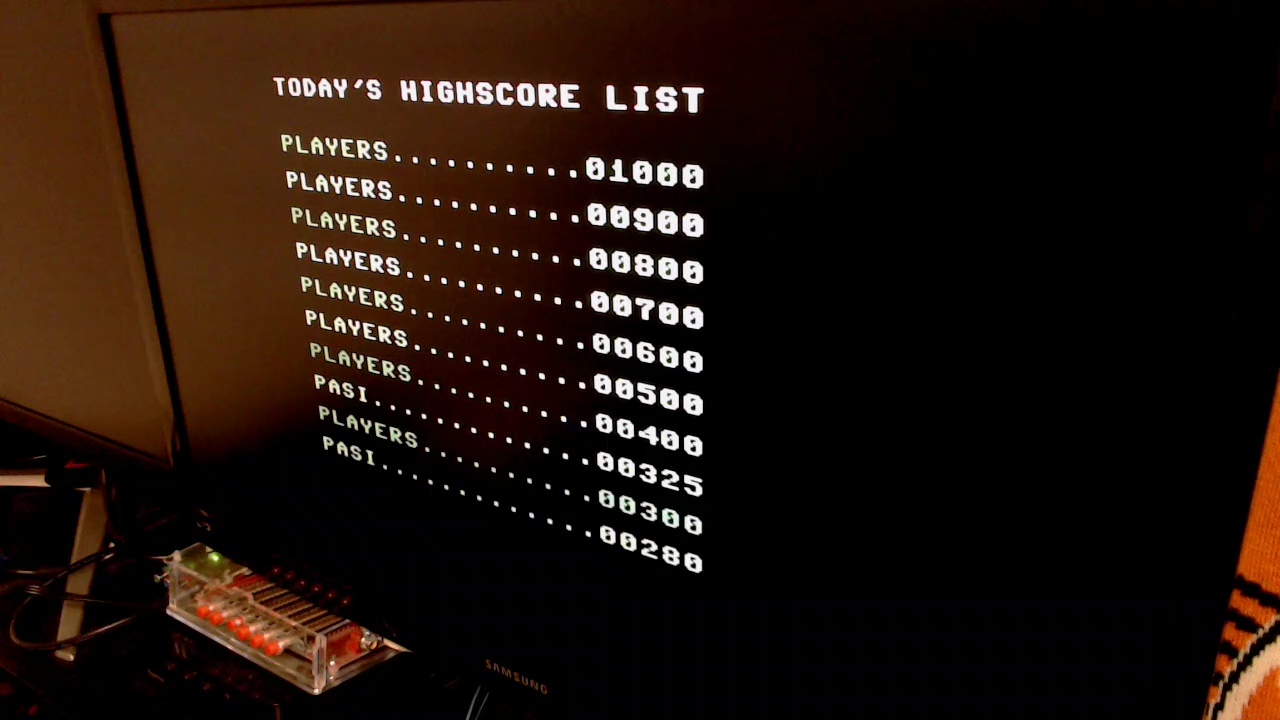 TODAY'S HIGHSCORE LIST
PLAYERS..........01000
PLAYERS..........00900
PLAYERS..........00800
PLAYERS..........00700
PLAYERS..........00600
PLAYERS..........00500
PLAYERS..........00400
PASI.............00325
PLAYERS..........00300
PASI.............00280
SAMSUNG